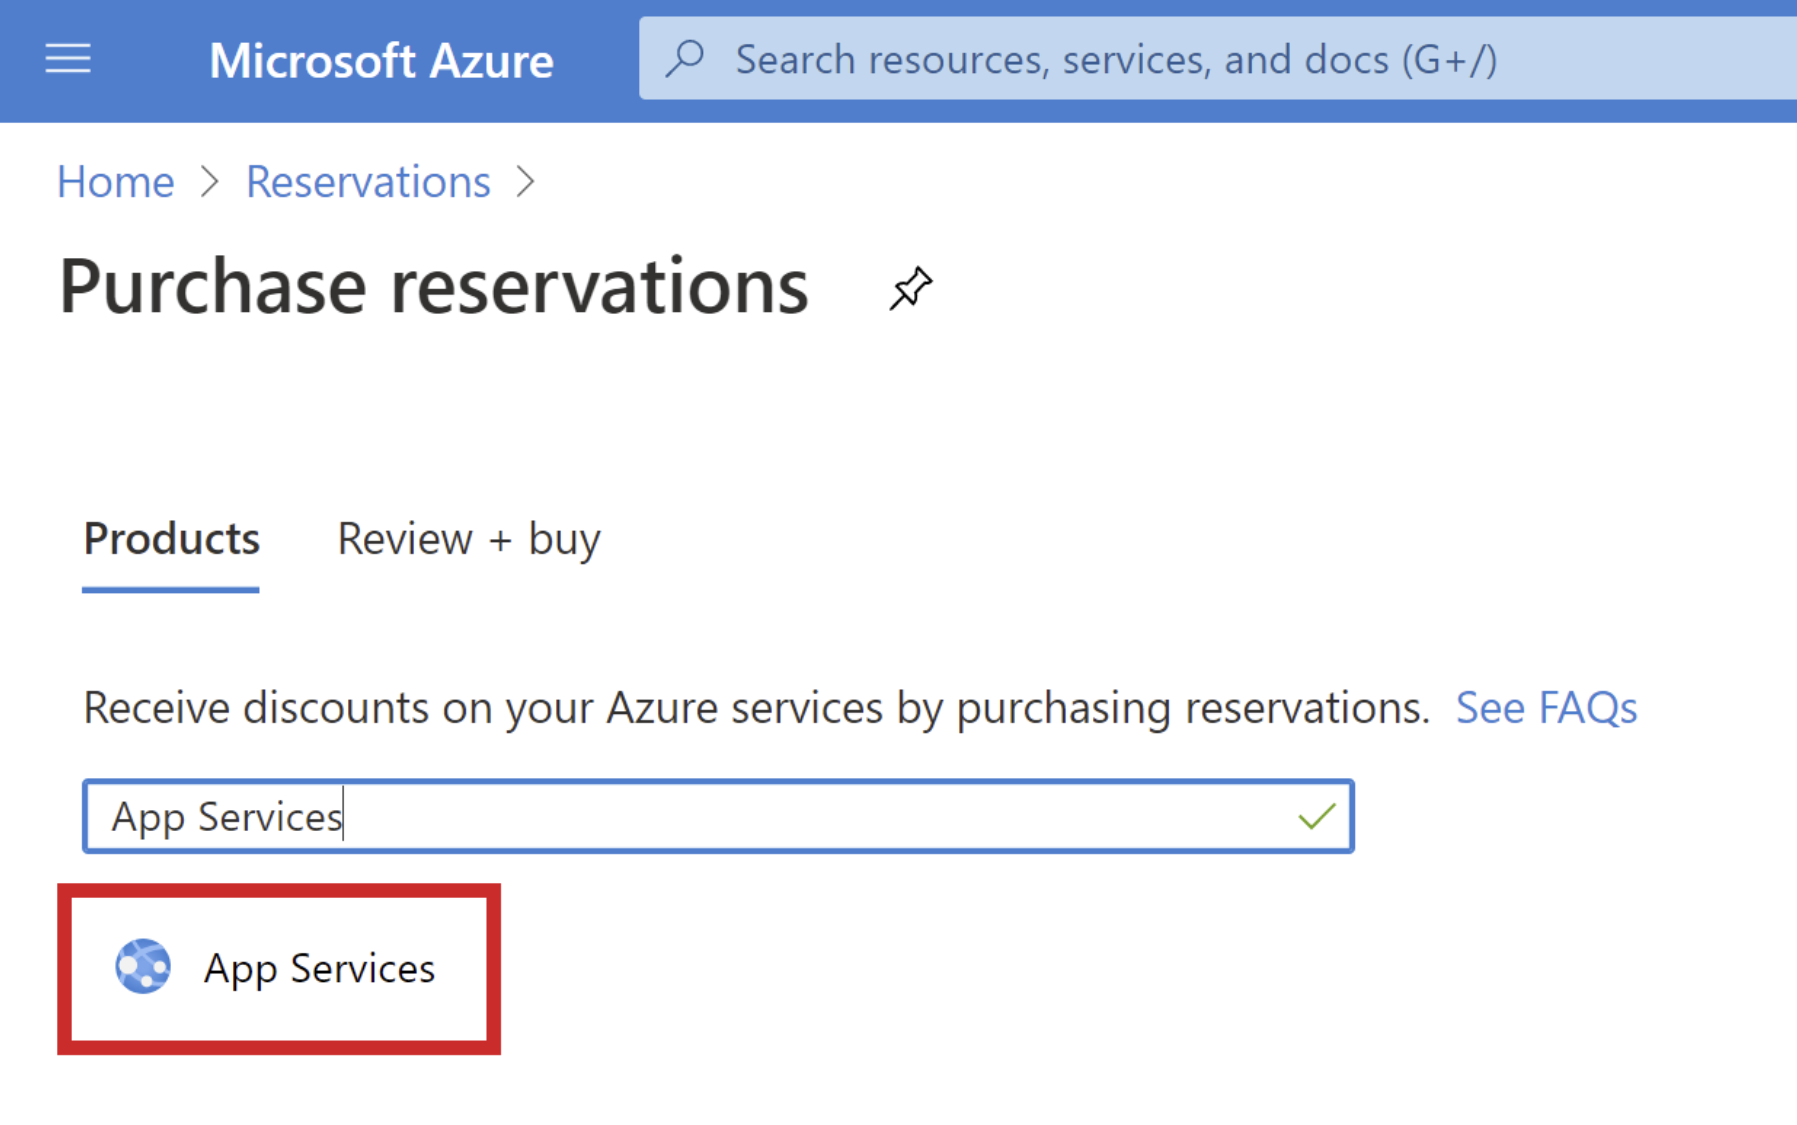 Microsoft Azure
Search resources, services, and docs (G+/)
Home > Reservations >
Purchase reservations
Products
Review + buy
Receive discounts on your Azure services by purchasing reservations. See FAQs
App Services
App Services